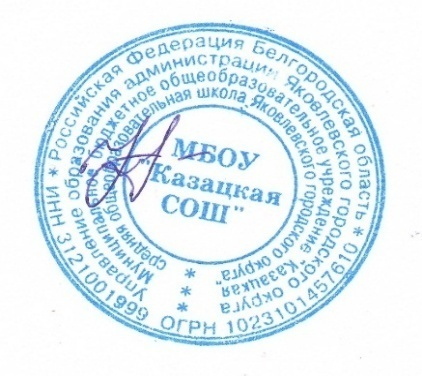 * Российская Федерация Белгородская область *
ОГРН 1023101457610
ИНН 3121001999
Управление образования администрации Яковлевского городского округа
Муниципальное бюджетное общеобразовательное учреждение "Казацкая
средняя общеобразовательная школа Яковлевского городского округа"
* * *
МБОУ
"Казацкая
СОШ"